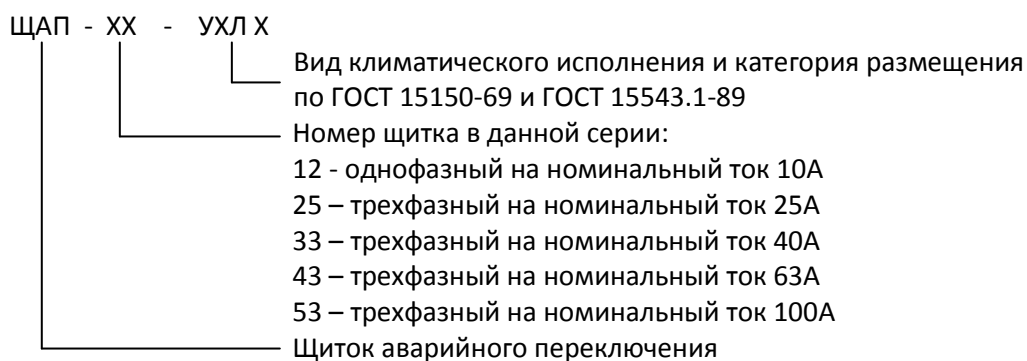 ЩАП - ХХ - УХЛ Х
Вид климатического исполнения и категория размещения
по ГОСТ 15150-69 и ГОСТ 15543.1-89
Номер щитка в данной серии:
12 - однофазный на номинальный ток 10А
25 – трехфазный на номинальный ток 25А
33 – трехфазный на номинальный ток 40А
43 – трехфазный на номинальный ток 63А
53 – трехфазный на номинальный ток 100А
Щиток аварийного переключения